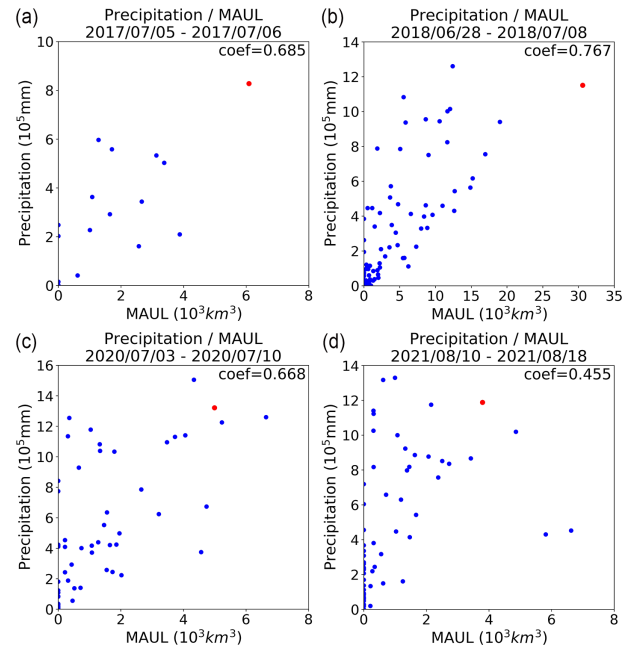 (a)
Precipitation / MAUL
2017/07/05 - 2017/07/06
coef=0.685
Precipitation (10⁵mm)
10
8
6
4
2
0
0 2 4 6 8
MAUL (10³km³)
(b)
Precipitation / MAUL
2018/06/28 - 2018/07/08
coef=0.767
Precipitation (10⁵mm)
14
12
10
8
6
4
2
0
0 5 10 15 20 25 30 35
MAUL (10³km³)
(c)
Precipitation / MAUL
2020/07/03 - 2020/07/10
coef=0.668
Precipitation (10⁵mm)
16
14
12
10
8
6
4
2
0
0 2 4 6 8
MAUL (10³km³)
(d)
Precipitation / MAUL
2021/08/10 - 2021/08/18
coef=0.455
Precipitation (10⁵mm)
14
12
10
8
6
4
2
0
0 2 4 6 8
MAUL (10³km³)